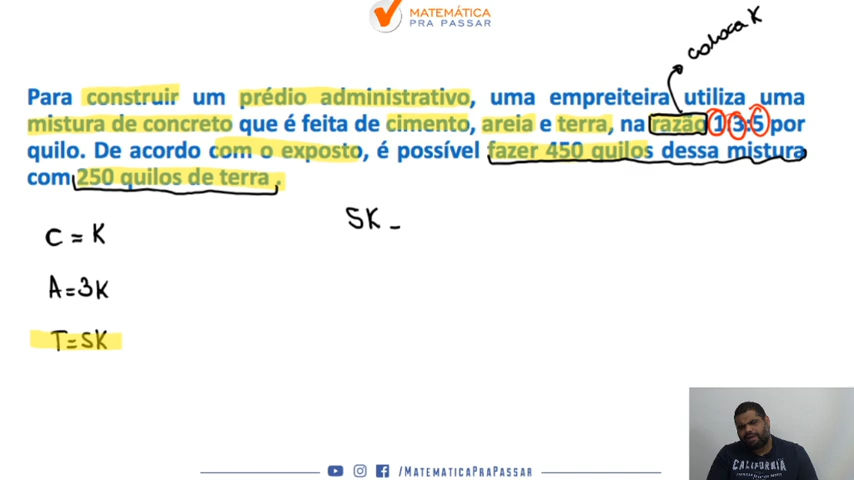 MATEMÁTICA
PRA PASSAR
coloca K
Para construir um prédio administrativo, uma empreiteira utiliza uma
mistura de concreto que é feita de cimento, areia e terra, na razão 1:3:5 por
quilo. De acordo com o exposto, é possível fazer 450 quilos dessa mistura
com 250 quilos de terra .
C = K
5K -
A = 3K
T = 5K
CALIFORNIA
/MATEMATICAPRAPASSAR